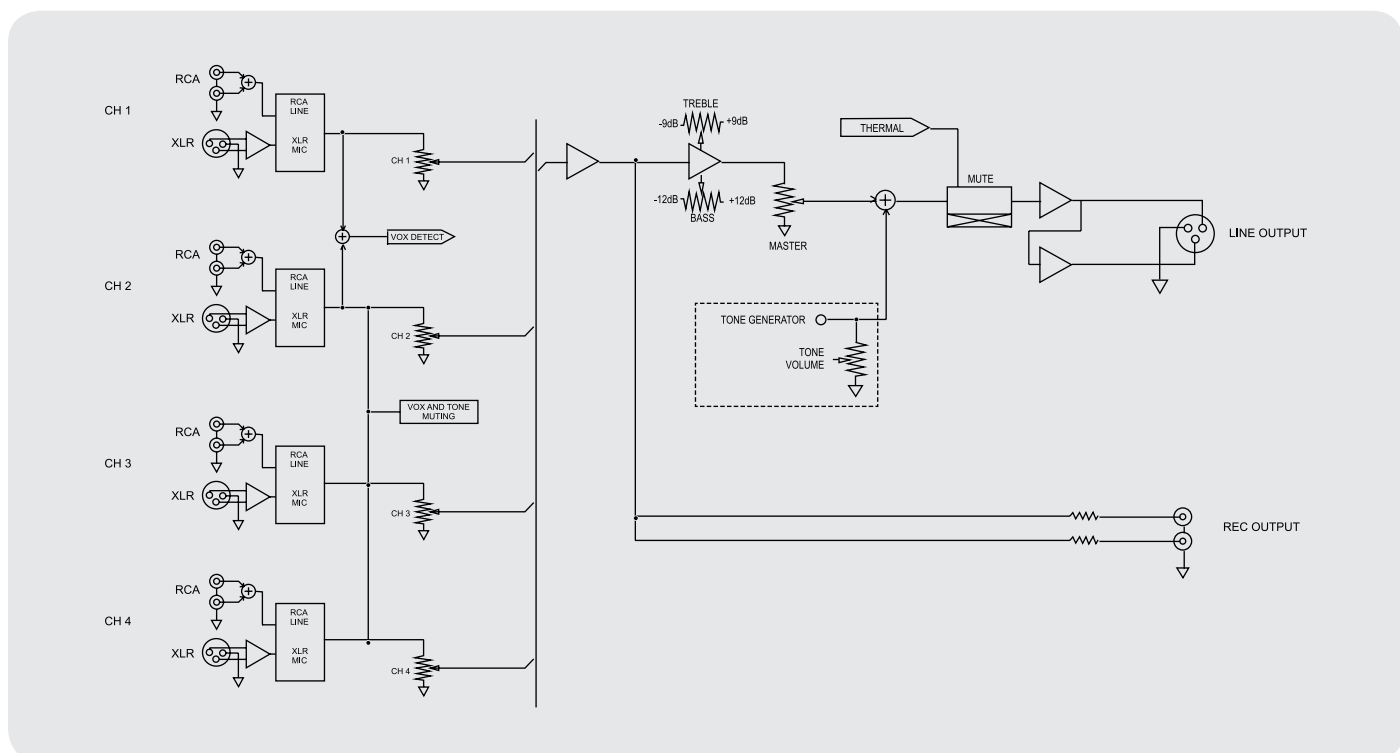 CH 1
RCA
XLR
RCA
LINE
XLR
MIC
CH 1
VOX DETECT
CH 2
RCA
XLR
RCA
LINE
XLR
MIC
CH 2
VOX AND TONE
MUTING
CH 3
RCA
XLR
RCA
LINE
XLR
MIC
CH 3
CH 4
RCA
XLR
RCA
LINE
XLR
MIC
CH 4
TREBLE
-9dB +9dB
-12dB +12dB
BASS
MASTER
THERMAL
MUTE
LINE OUTPUT
TONE GENERATOR
TONE
VOLUME
REC OUTPUT